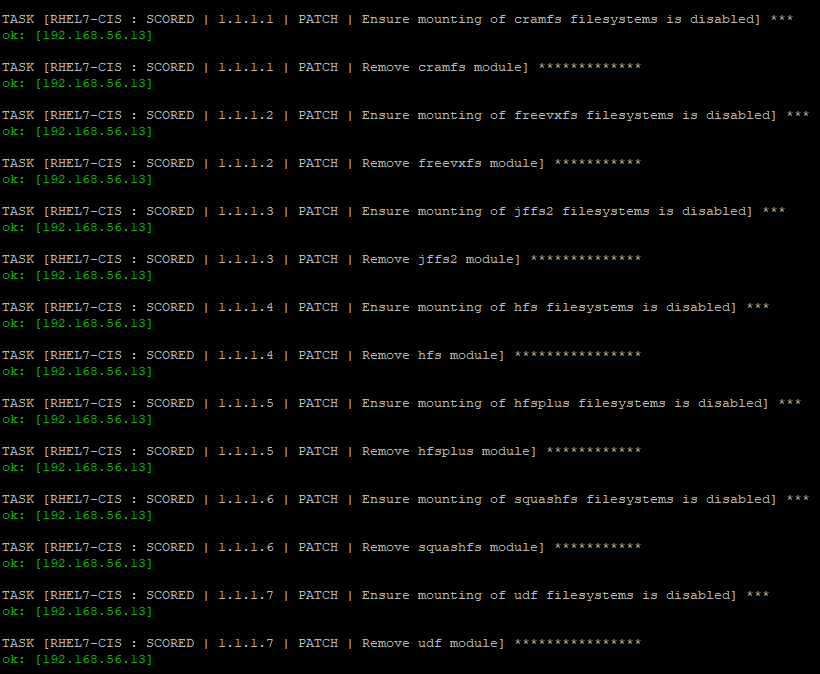 TASK [RHEL7-CIS : SCORED | 1.1.1.1 | PATCH | Ensure mounting of cramfs filesystems is disabled] ***
ok: [192.168.56.13]
TASK [RHEL7-CIS : SCORED | 1.1.1.1 | PATCH | Remove cramfs module] *************
ok: [192.168.56.13]
TASK [RHEL7-CIS : SCORED | 1.1.1.2 | PATCH | Ensure mounting of freevxfs filesystems is disabled] ***
ok: [192.168.56.13]
TASK [RHEL7-CIS : SCORED | 1.1.1.2 | PATCH | Remove freevxfs module] ***********
ok: [192.168.56.13]
TASK [RHEL7-CIS : SCORED | 1.1.1.3 | PATCH | Ensure mounting of jffs2 filesystems is disabled] ***
ok: [192.168.56.13]
TASK [RHEL7-CIS : SCORED | 1.1.1.3 | PATCH | Remove jffs2 module] **************
ok: [192.168.56.13]
TASK [RHEL7-CIS : SCORED | 1.1.1.4 | PATCH | Ensure mounting of hfs filesystems is disabled] ***
ok: [192.168.56.13]
TASK [RHEL7-CIS : SCORED | 1.1.1.4 | PATCH | Remove hfs module] ****************
ok: [192.168.56.13]
TASK [RHEL7-CIS : SCORED | 1.1.1.5 | PATCH | Ensure mounting of hfsplus filesystems is disabled] ***
ok: [192.168.56.13]
TASK [RHEL7-CIS : SCORED | 1.1.1.5 | PATCH | Remove hfsplus module] ************
ok: [192.168.56.13]
TASK [RHEL7-CIS : SCORED | 1.1.1.6 | PATCH | Ensure mounting of squashfs filesystems is disabled] ***
ok: [192.168.56.13]
TASK [RHEL7-CIS : SCORED | 1.1.1.6 | PATCH | Remove squashfs module] ***********
ok: [192.168.56.13]
TASK [RHEL7-CIS : SCORED | 1.1.1.7 | PATCH | Ensure mounting of udf filesystems is disabled] ***
ok: [192.168.56.13]
TASK [RHEL7-CIS : SCORED | 1.1.1.7 | PATCH | Remove udf module] ****************
ok: [192.168.56.13]